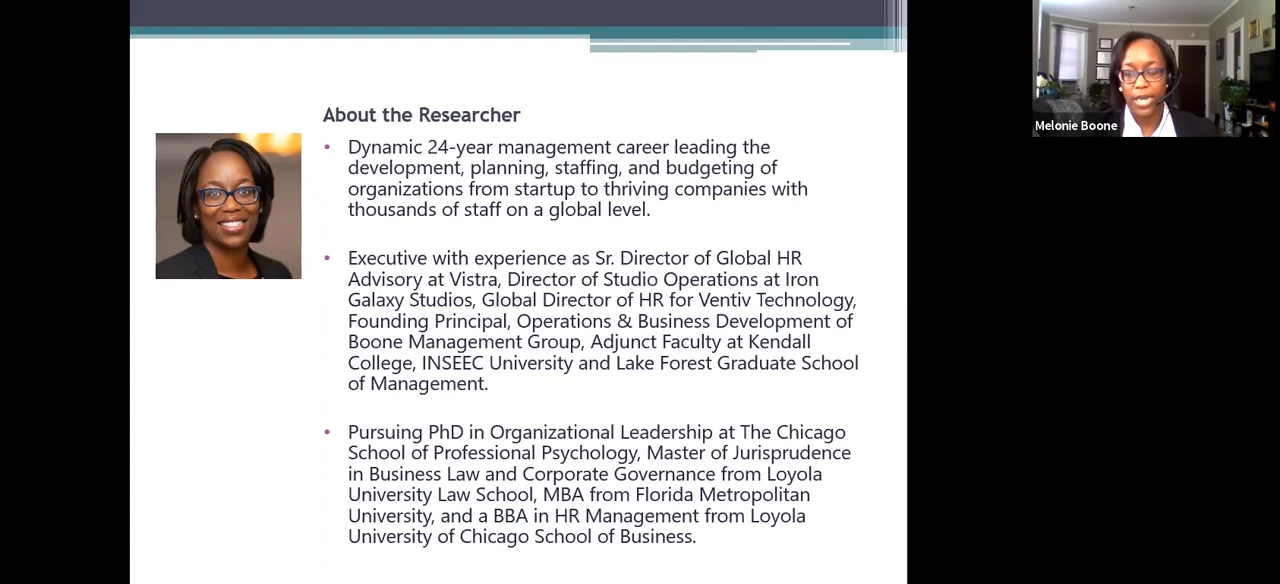 About the Researcher
• Dynamic 24-year management career leading the
development, planning, staffing, and budgeting of
organizations from startup to thriving companies with
thousands of staff on a global level.
• Executive with experience as Sr. Director of Global HR
Advisory at Vistra, Director of Studio Operations at Iron
Galaxy Studios, Global Director of HR for Ventiv Technology,
Founding Principal, Operations & Business Development of
Boone Management Group, Adjunct Faculty at Kendall
College, INSEEC University and Lake Forest Graduate School
of Management.
• Pursuing PhD in Organizational Leadership at The Chicago
School of Professional Psychology, Master of Jurisprudence
in Business Law and Corporate Governance from Loyola
University Law School, MBA from Florida Metropolitan
University, and a BBA in HR Management from Loyola
University of Chicago School of Business.
Melonie Boone